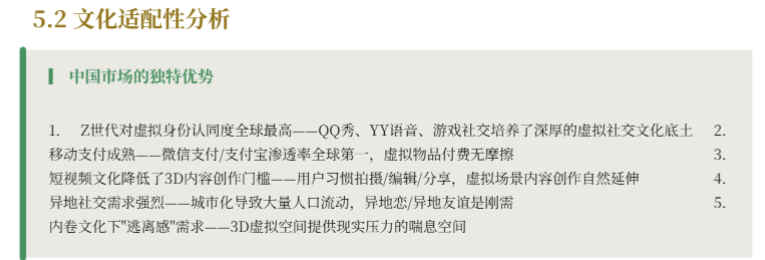 5.2 文化适配性分析
中国市场的独特优势
1. Z世代对虚拟身份认同度全球最高——QQ秀、YY语音、游戏社交培养了深厚的虚拟社交文化底土 2.
移动支付成熟——微信支付/支付宝渗透率全球第一，虚拟物品付费无摩擦 3.
短视频文化降低了3D内容创作门槛——用户习惯拍摄/编辑/分享，虚拟场景内容创作自然延伸 4.
异地社交需求强烈——城市化导致大量人口流动，异地恋/异地友谊是刚需 5.
内卷文化下"逃离感"需求——3D虚拟空间提供现实压力的喘息空间